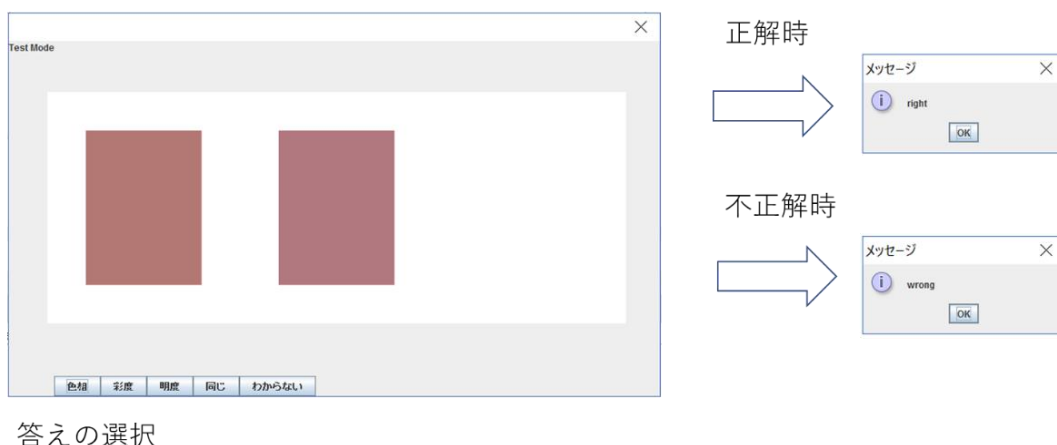 Test Mode
色相 彩度 明度 同じ わからない
答えの選択
正解時
メッセージ
right
OK
不正解時
メッセージ
wrong
OK